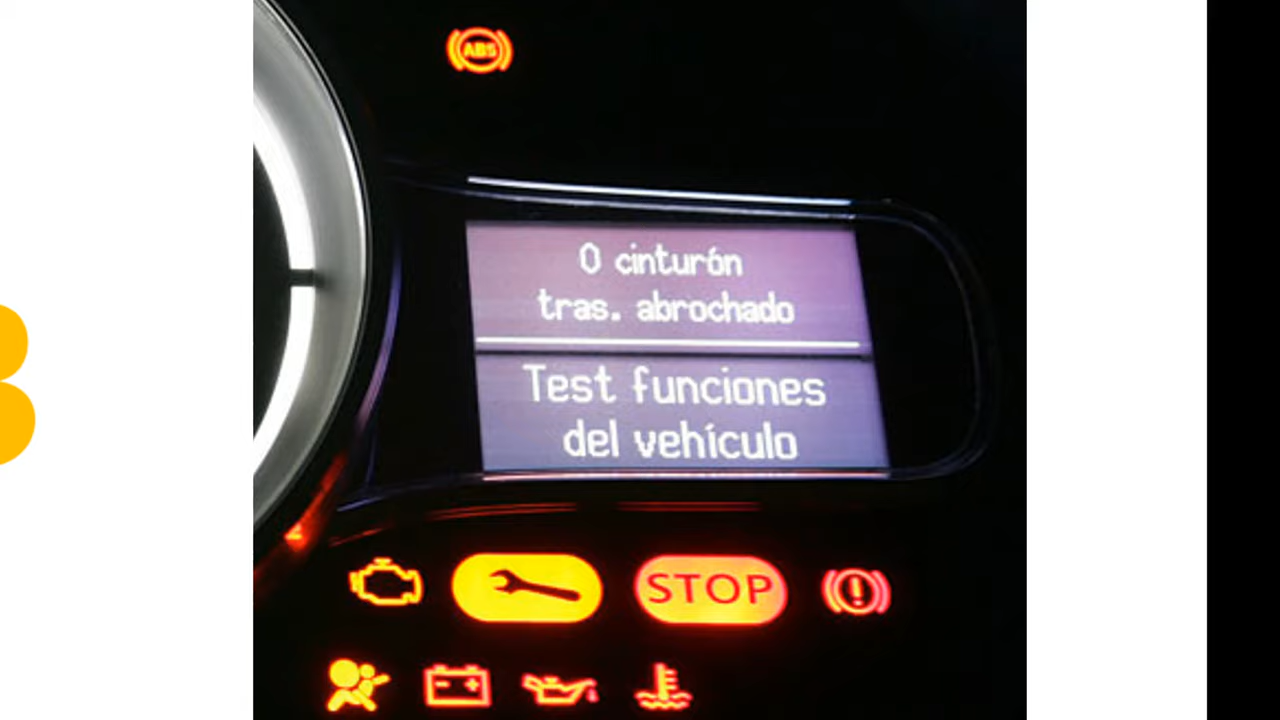 ABS
0 cinturón
tras. abrochado
Test funciones
del vehículo
STOP